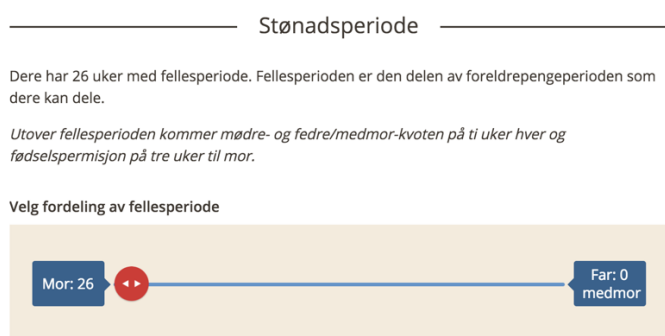 Stønadsperiode
Dere har 26 uker med fellesperiode. Fellesperioden er den delen av foreldrepengeperioden som
dere kan dele.
Utover fellesperioden kommer mødre- og fedre/medmor-kvoten på ti uker hver og
fødselspermisjon på tre uker til mor.
Velg fordeling av fellesperiode
Mor: 26
Far: 0
medmor